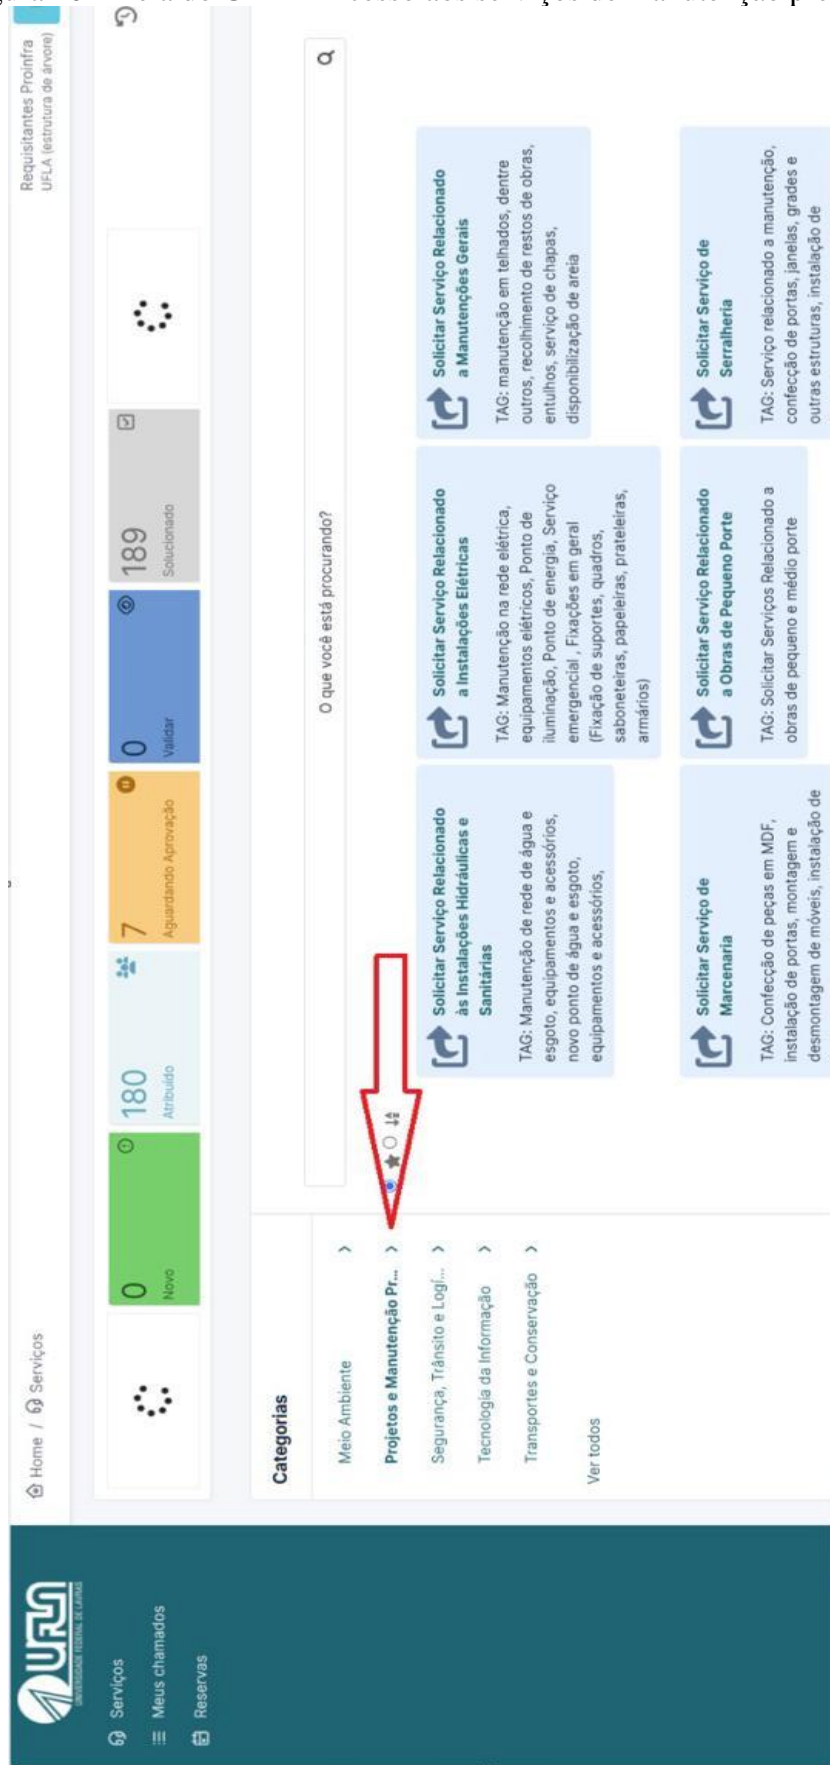 UFLA
UNIVERSIDADE FEDERAL DE LAVRAS
Serviços
Meus chamados
Reservas
Home / Serviços
Requisitantes Proinfra
UFLA (estrutura de árvore)
0
Novo
180
Atribuído
7
Aguardando Aprovação
0
Validar
189
Solucionado
Categorias
Meio Ambiente
Projetos e Manutenção Pr...
Segurança, Trânsito e Logí...
Tecnologia da Informação
Transportes e Conservação
Ver todos
O que você está procurando?
Solicitar Serviço Relacionado
às Instalações Hidráulicas e
Sanitárias
TAG: Manutenção de rede de água e
esgoto, equipamentos e acessórios,
novo ponto de água e esgoto,
equipamentos e acessórios,
Solicitar Serviço Relacionado
a Instalações Elétricas
TAG: Manutenção na rede elétrica,
equipamentos elétricos, Ponto de
iluminação, Ponto de energia, Serviço
emergencial , Fixações em geral
(Fixação de suportes, quadros,
saboneteiras, papeleiras, prateleiras,
armários)
Solicitar Serviço Relacionado
a Manutenções Gerais
TAG: manutenção em telhados, dentre
outros, recolhimento de restos de obras,
entulhos, serviço de chapas,
disponibilização de areia
Solicitar Serviço de
Marcenaria
TAG: Confecção de peças em MDF,
instalação de portas, montagem e
desmontagem de móveis, instalação de
Solicitar Serviço Relacionado
a Obras de Pequeno Porte
TAG: Solicitar Serviços Relacionado a
obras de pequeno e médio porte
Solicitar Serviço de
Serralheria
TAG: Serviço relacionado a manutenção,
confecção de portas, janelas, grades e
outras estruturas, instalação de